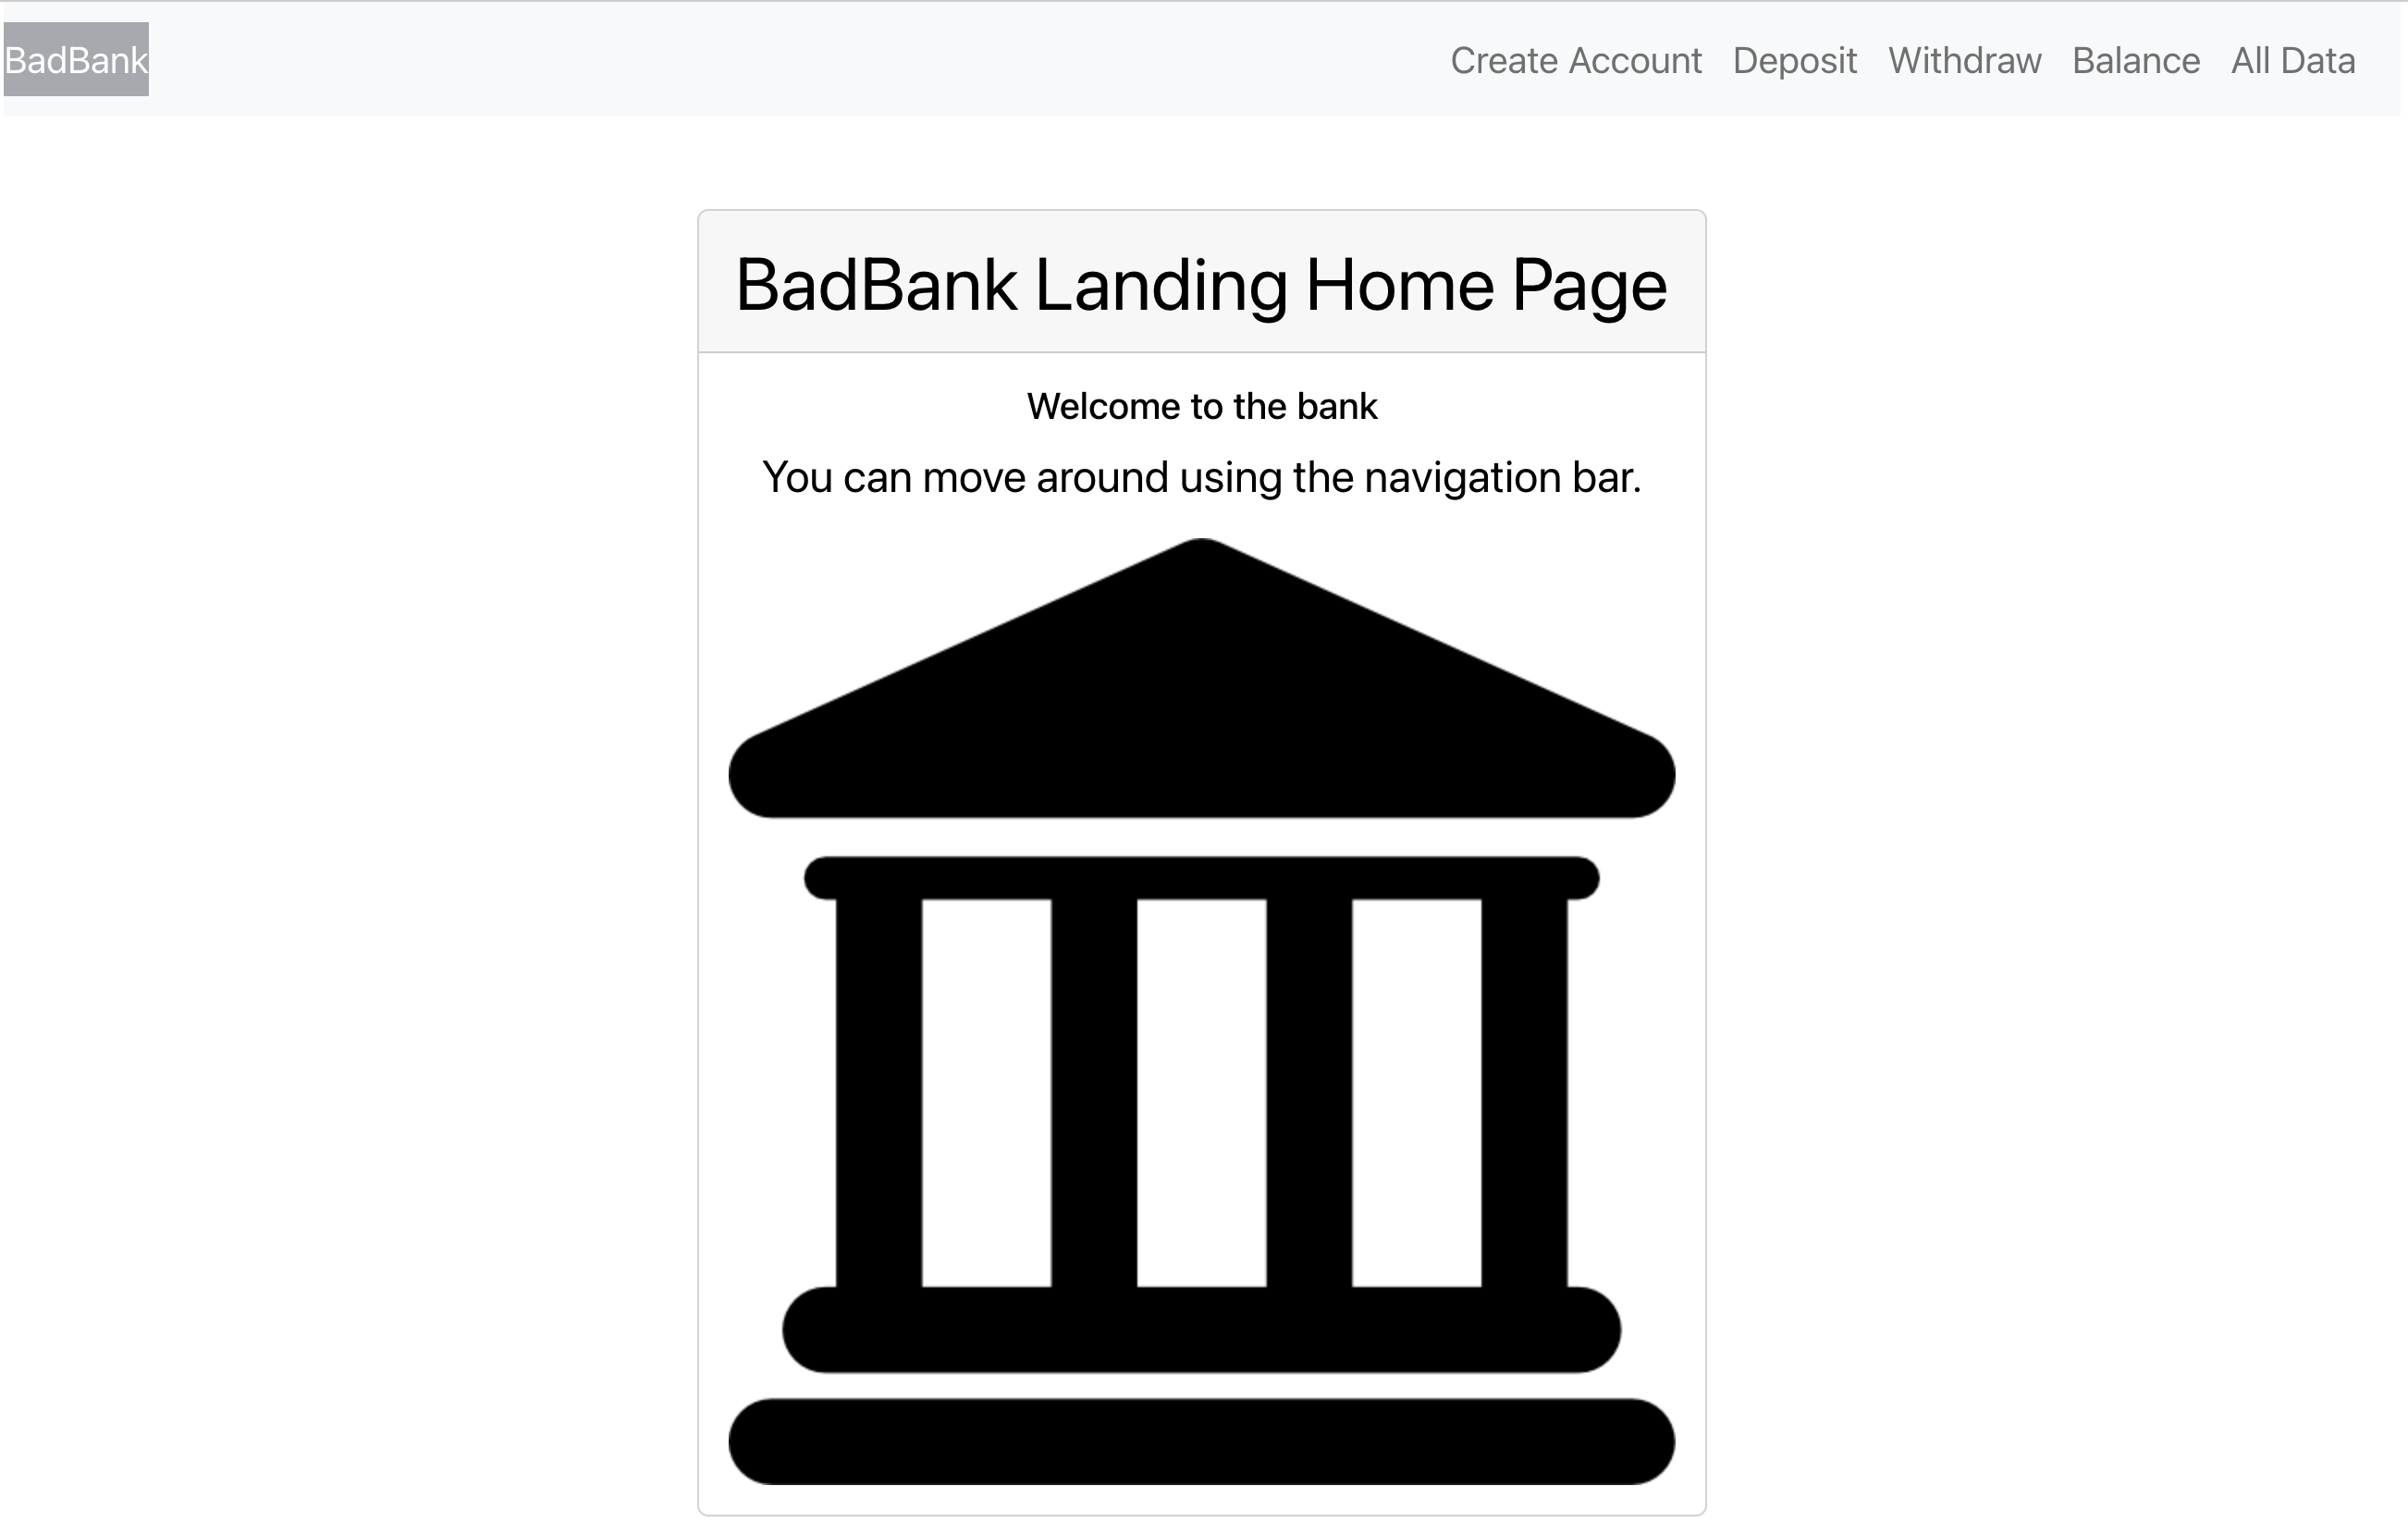 BadBank Create Account Deposit Withdraw Balance All Data
BadBank Landing Home Page
Welcome to the bank
You can move around using the navigation bar.